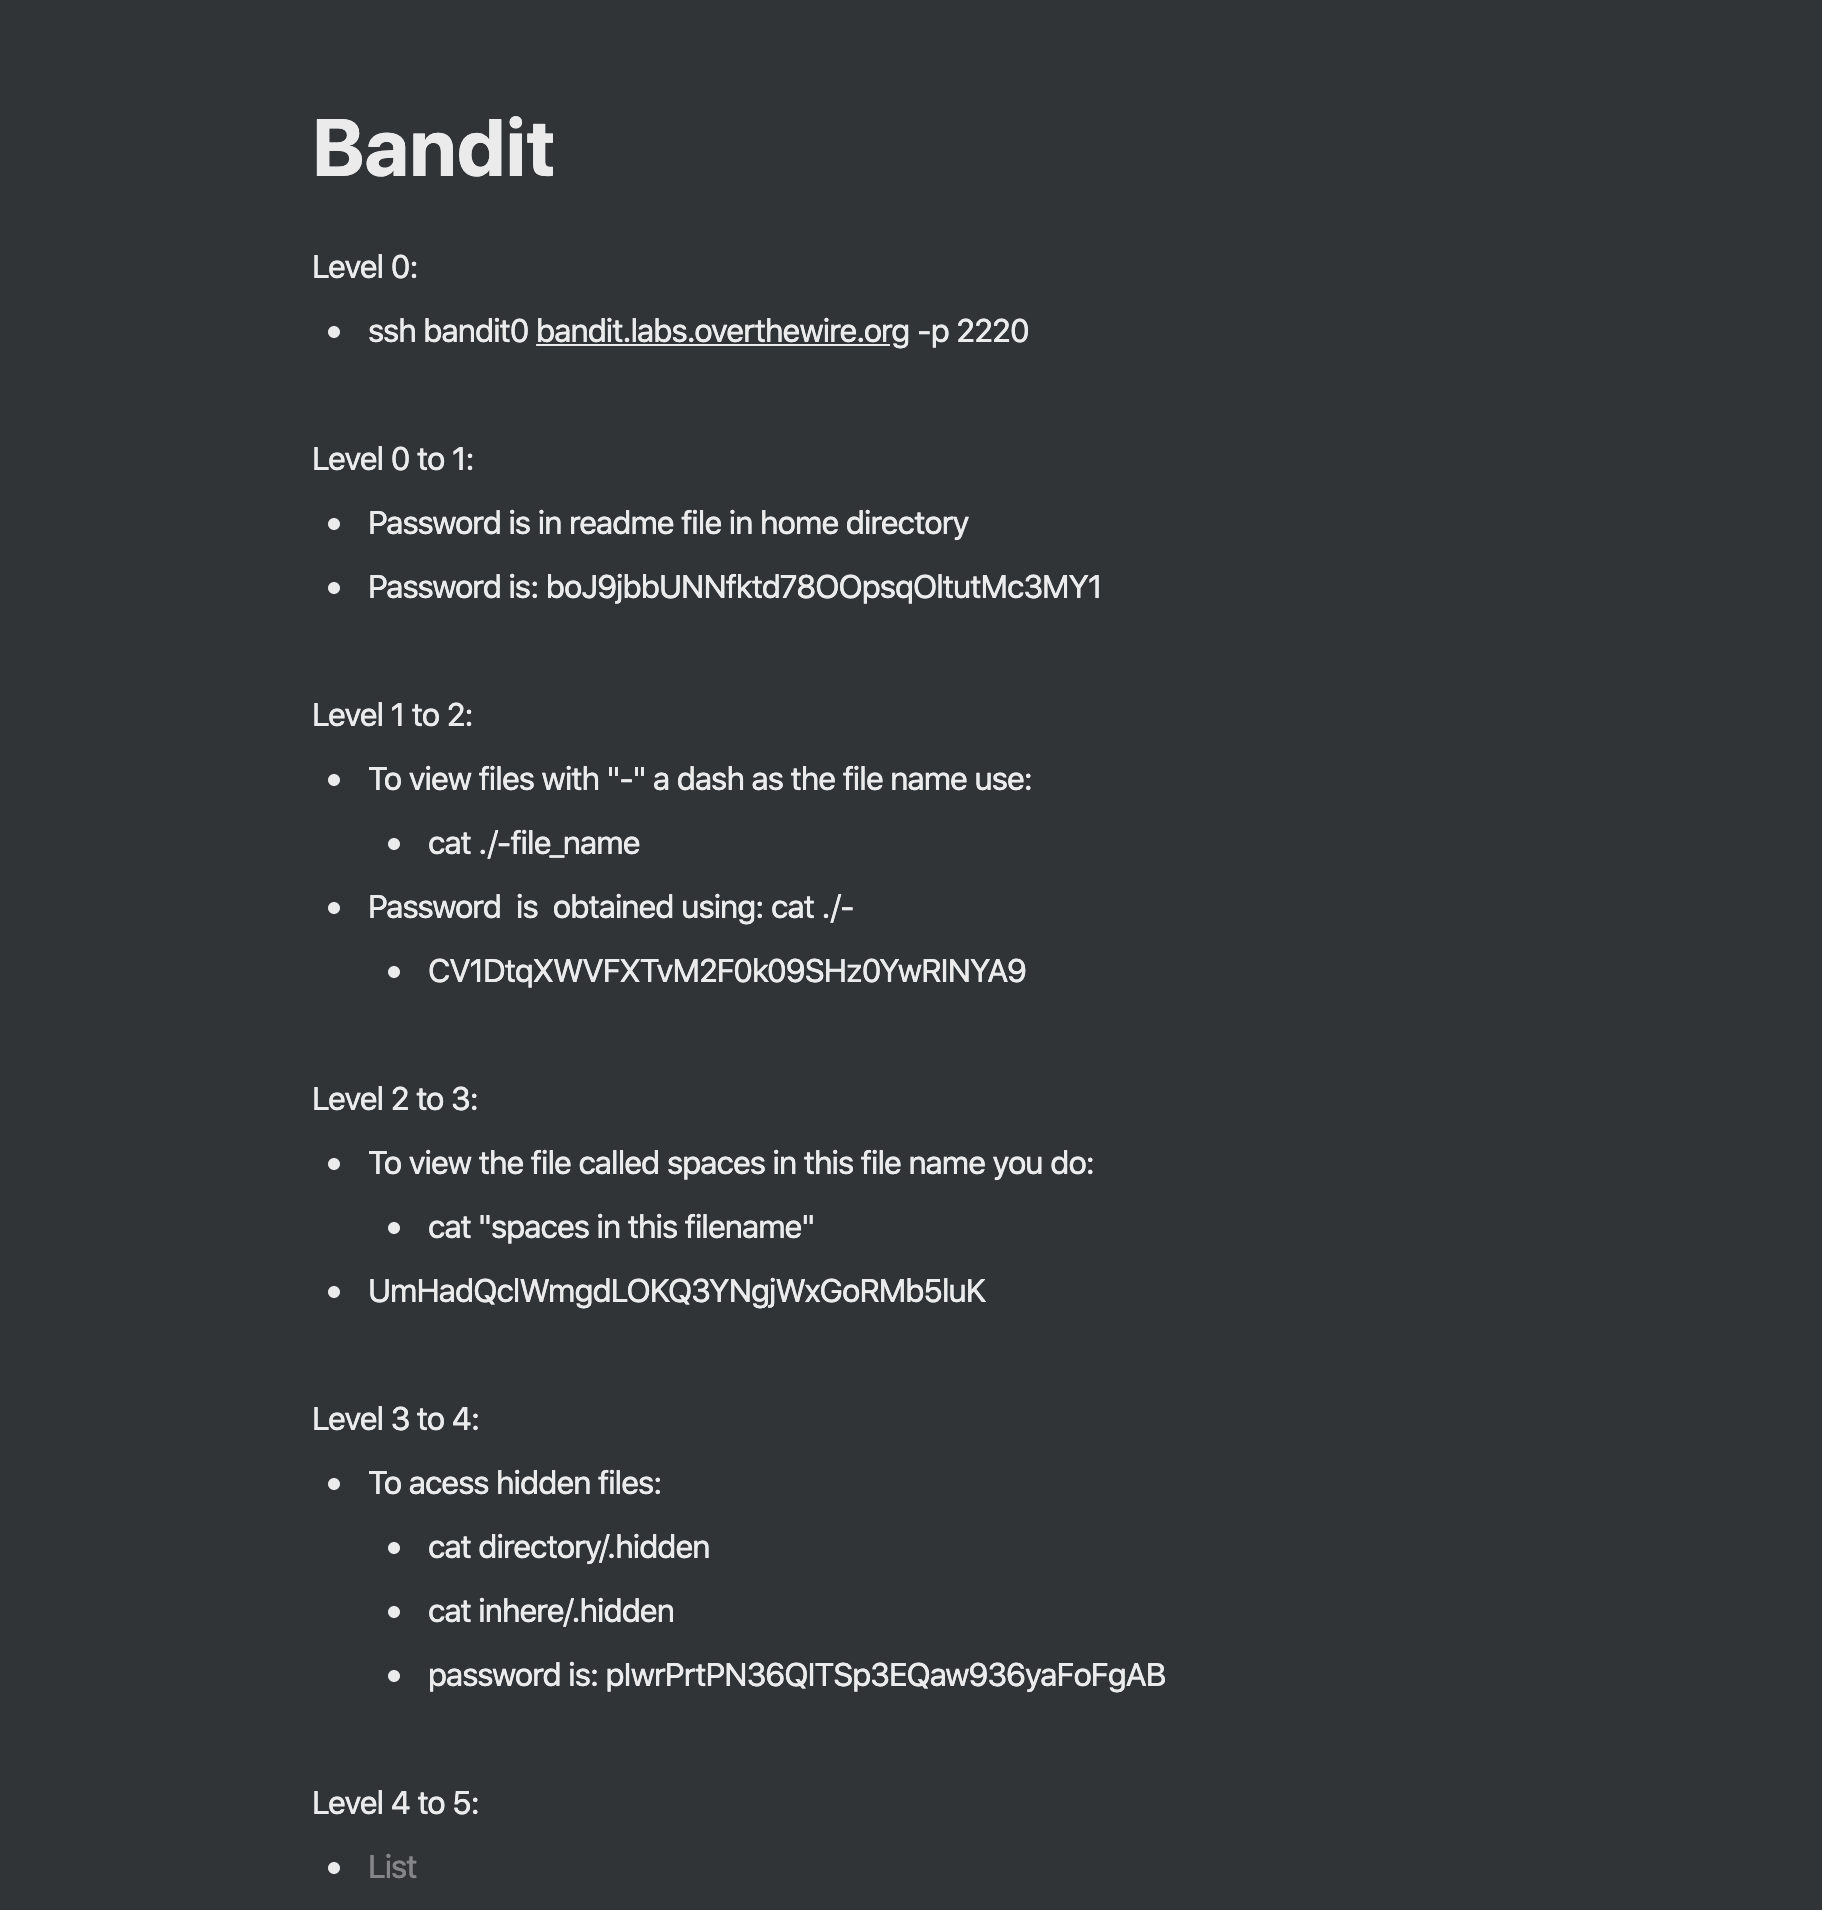 Bandit
Level 0:
ssh bandit0 bandit.labs.overthewire.org -p 2220
Level 0 to 1:
Password is in readme file in home directory
Password is: boJ9jbbUNNfktd78OOpsqOltutMc3MY1
Level 1 to 2:
To view files with "-" a dash as the file name use:
cat ./-file_name
Password  is  obtained using: cat ./-
CV1DtqXWVFXTvM2F0k09SHz0YwRINYA9
Level 2 to 3:
To view the file called spaces in this file name you do:
cat "spaces in this filename"
UmHadQclWmgdLOKQ3YNgjWxGoRMb5luK
Level 3 to 4:
To acess hidden files:
cat directory/.hidden
cat inhere/.hidden
password is: pIwrPrtPN36QITSp3EQaw936yaFoFgAB
Level 4 to 5:
List